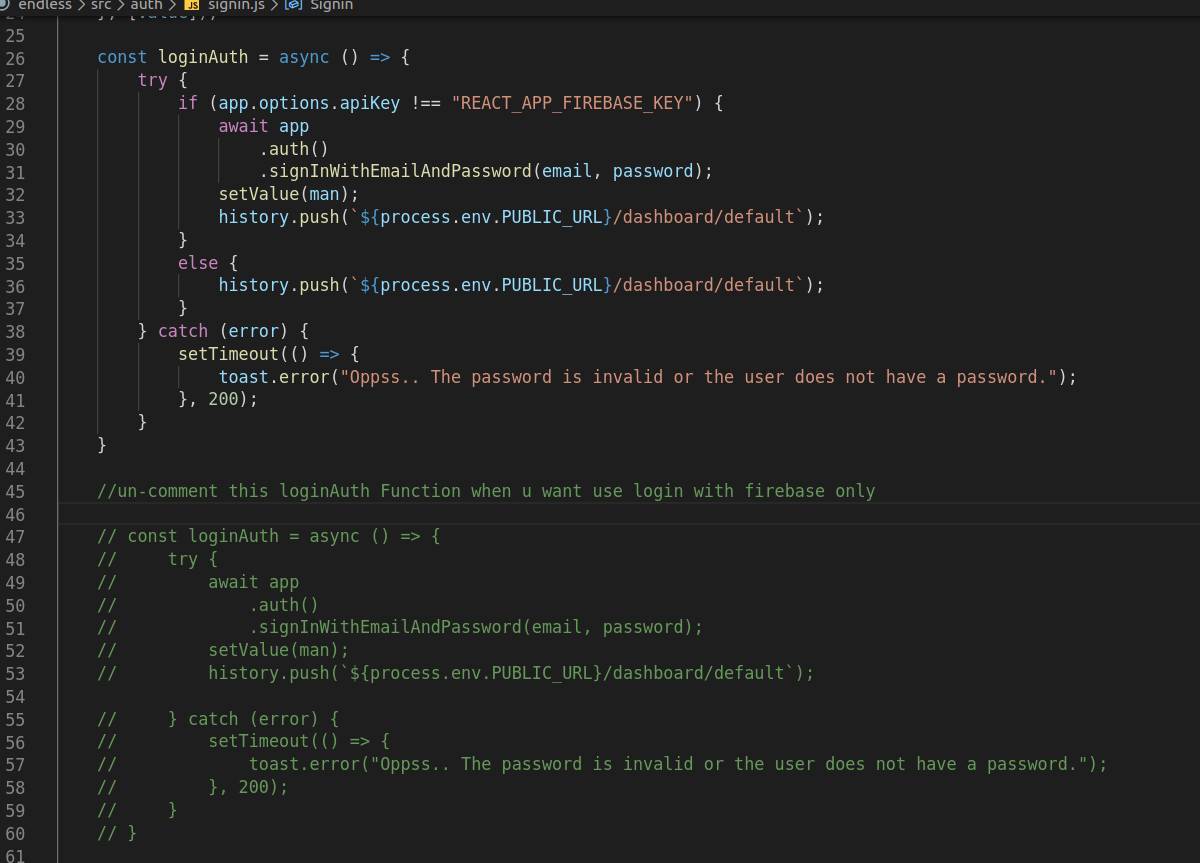 endless > src > auth > JS signin.js > Signin
25
26 const loginAuth = async () => {
27 try {
28 if (app.options.apiKey !== "REACT_APP_FIREBASE_KEY") {
29 await app
30 .auth()
31 .signInWithEmailAndPassword(email, password);
32 setValue(man);
33 history.push(`${process.env.PUBLIC_URL}/dashboard/default`);
34 }
35 else {
36 history.push(`${process.env.PUBLIC_URL}/dashboard/default`);
37 }
38 } catch (error) {
39 setTimeout(() => {
40 toast.error("Oppss.. The password is invalid or the user does not have a password.");
41 }, 200);
42 }
43 }
44
45 //un-comment this loginAuth Function when u want use login with firebase only
46
47 // const loginAuth = async () => {
48 // try {
49 // await app
50 // .auth()
51 // .signInWithEmailAndPassword(email, password);
52 // setValue(man);
53 // history.push(`${process.env.PUBLIC_URL}/dashboard/default`);
54
55 // } catch (error) {
56 // setTimeout(() => {
57 // toast.error("Oppss.. The password is invalid or the user does not have a password.");
58 // }, 200);
59 // }
60 // }
61